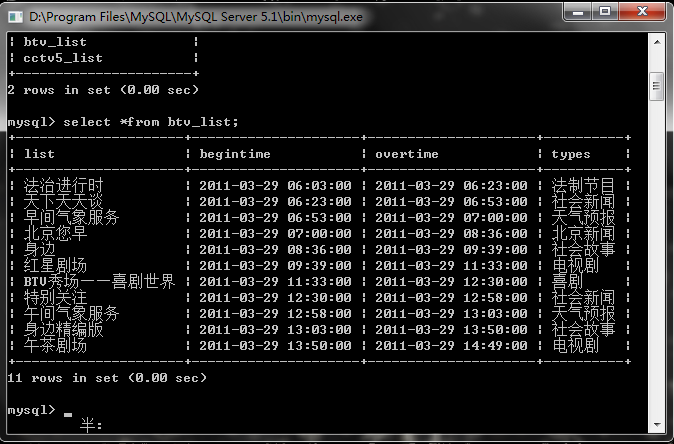 D:\Program Files\MySQL\MySQL Server 5.1\bin\mysql.exe
| btv_list |
| cctv5_list |
+----------------------+
2 rows in set (0.00 sec)
mysql> select *from btv_list;
+---------------------+---------------------+---------------------+----------+
| list | begintime | overtime | types |
+---------------------+---------------------+---------------------+----------+
| 法治进行时 | 2011-03-29 06:03:00 | 2011-03-29 06:23:00 | 法制节目 |
| 天下天天谈 | 2011-03-29 06:23:00 | 2011-03-29 06:53:00 | 社会新闻 |
| 早间气象服务 | 2011-03-29 06:53:00 | 2011-03-29 07:00:00 | 天气预报 |
| 北京您早 | 2011-03-29 07:00:00 | 2011-03-29 08:36:00 | 北京新闻 |
| 身边 | 2011-03-29 08:36:00 | 2011-03-29 09:39:00 | 社会故事 |
| 红星剧场 | 2011-03-29 09:39:00 | 2011-03-29 11:33:00 | 电视剧 |
| BTV秀场——喜剧世界 | 2011-03-29 11:33:00 | 2011-03-29 12:30:00 | 喜剧 |
| 特别关注 | 2011-03-29 12:30:00 | 2011-03-29 12:58:00 | 社会新闻 |
| 午间气象服务 | 2011-03-29 12:58:00 | 2011-03-29 13:03:00 | 天气预报 |
| 身边精编版 | 2011-03-29 13:03:00 | 2011-03-29 13:50:00 | 社会故事 |
| 午茶剧场 | 2011-03-29 13:50:00 | 2011-03-29 14:49:00 | 电视剧 |
+---------------------+---------------------+---------------------+----------+
11 rows in set (0.00 sec)
mysql> _
半: